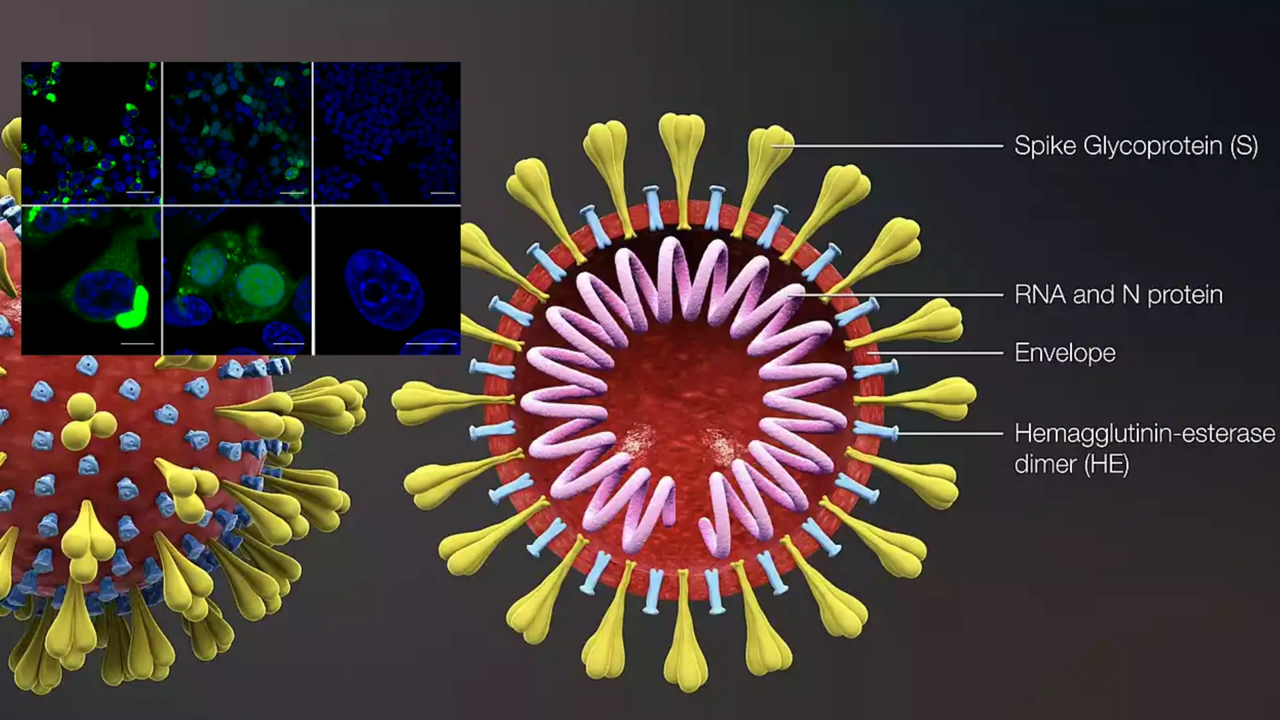 Spike Glycoprotein (S)
RNA and N protein
Envelope
Hemagglutinin-esterase
dimer (HE)